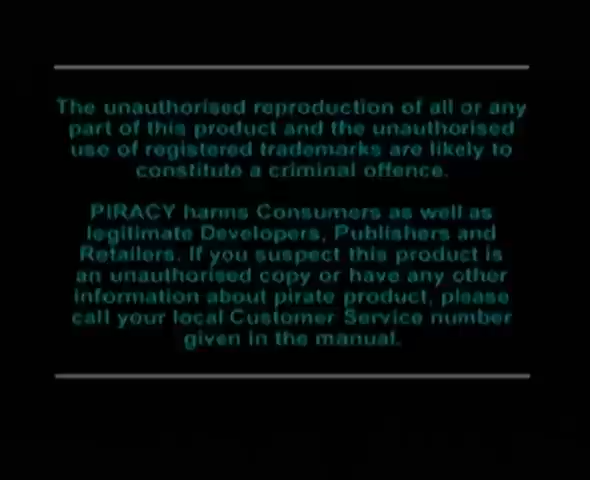 The unauthorised reproduction of all or any
part of this product and the unauthorised
use of registered trademarks are likely to
constitute a criminal offence.
PIRACY harms Consumers as well as
legitimate Developers, Publishers and
Retailers. If you suspect this product is
an unauthorised copy or have any other
information about pirate product, please
call your local Customer Service number
given in the manual.